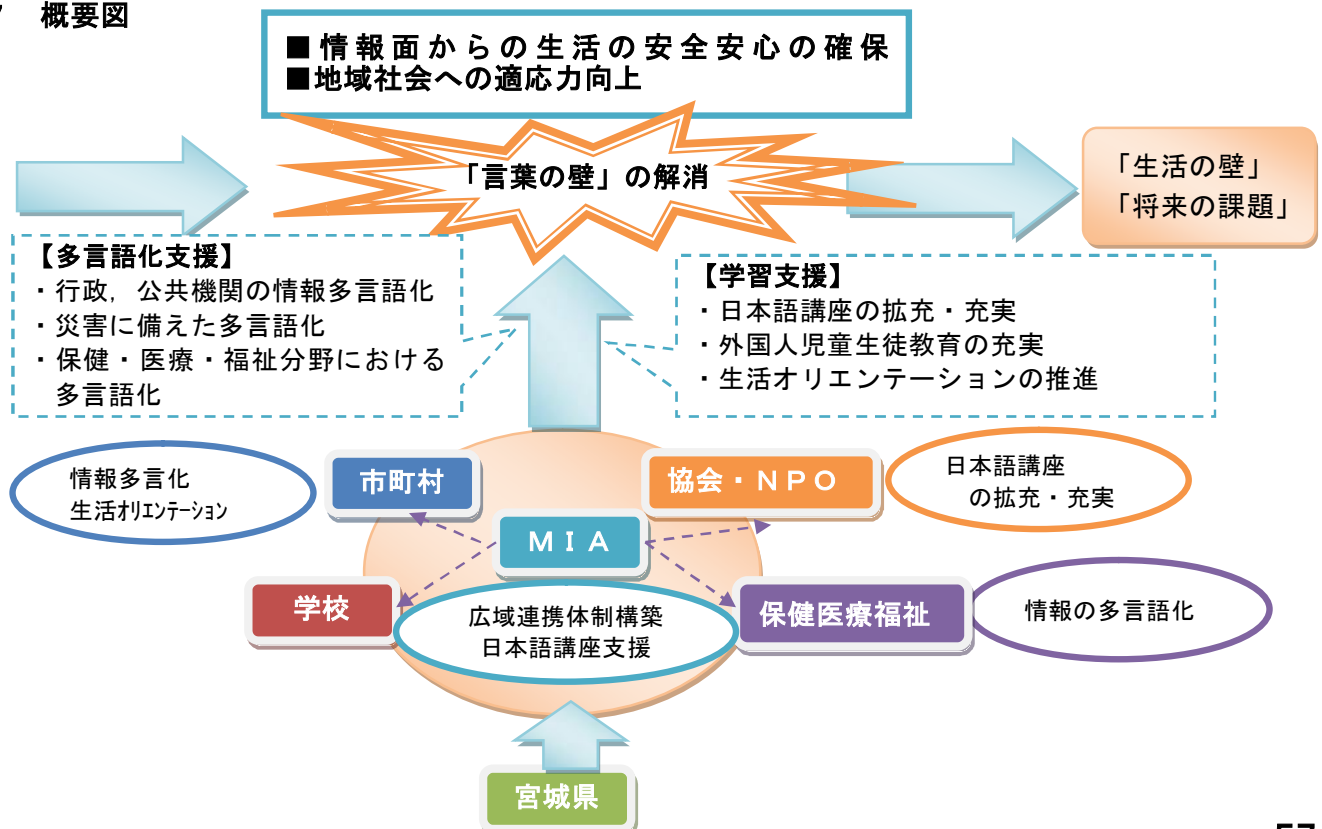 概要図
■情報面からの生活の安全安心の確保
■地域社会への適応力向上
「言葉の壁」の解消
「生活の壁」
「将来の課題」
【多言語化支援】
・行政，公共機関の情報多言語化
・災害に備えた多言語化
・保健・医療・福祉分野における
多言語化
【学習支援】
・日本語講座の拡充・充実
・外国人児童生徒教育の充実
・生活オリエンテーションの推進
情報多言化
生活ｵﾘｴﾝﾃｰｼｮﾝ
市町村
協会・ＮＰＯ
日本語講座
の拡充・充実
ＭＩＡ
学校
広域連携体制構築
日本語講座支援
保健医療福祉
情報の多言語化
宮城県